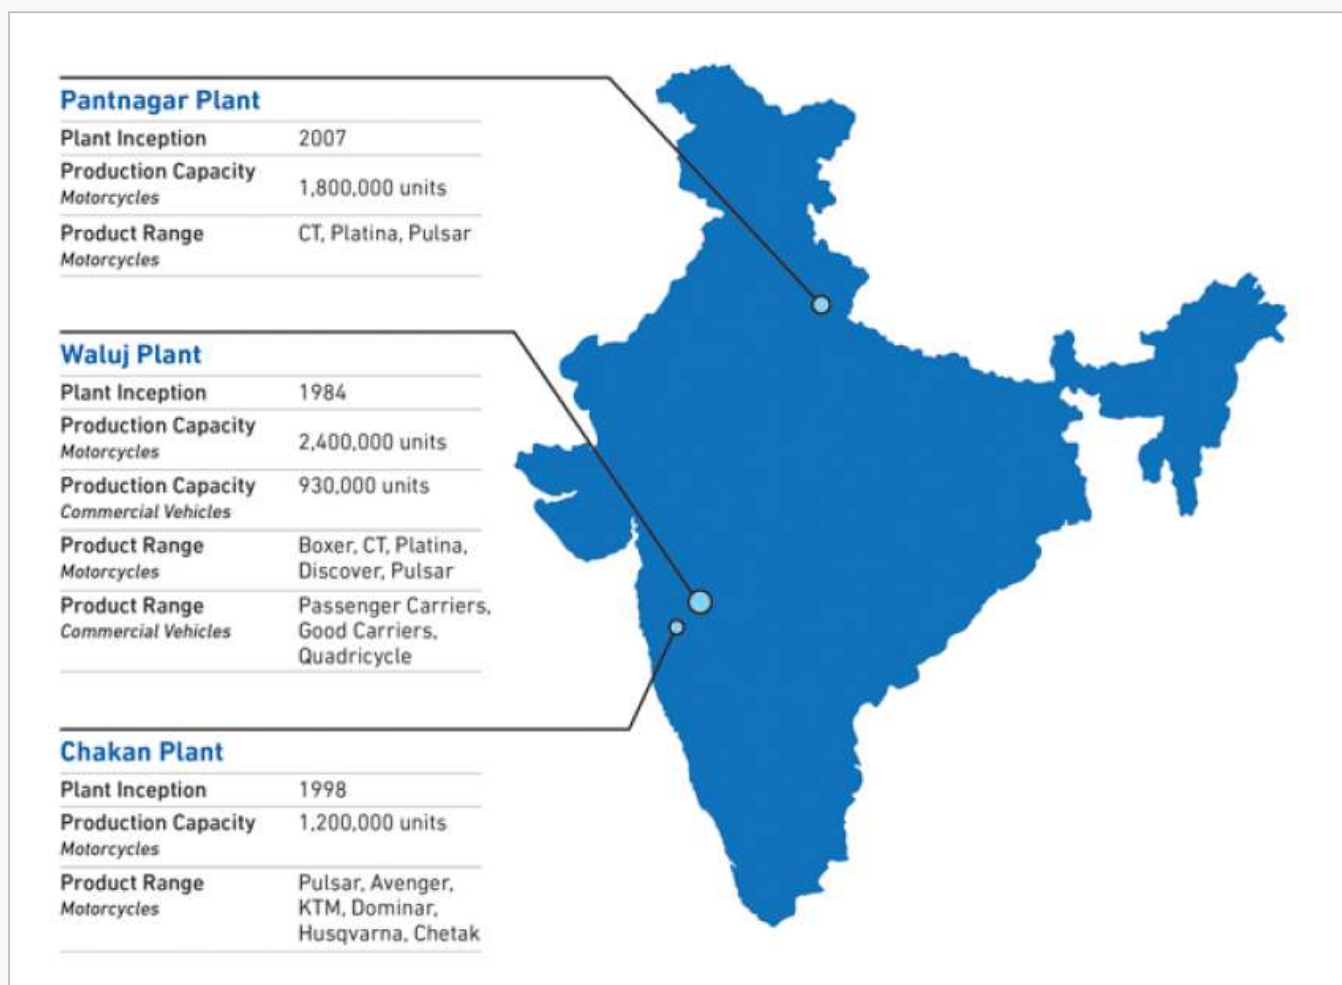 Pantnagar Plant
Plant Inception 2007
Production Capacity
Motorcycles 1,800,000 units
Product Range CT, Platina, Pulsar
Motorcycles
Waluj Plant
Plant Inception 1984
Production Capacity
Motorcycles 2,400,000 units
Production Capacity 930,000 units
Commercial Vehicles
Product Range Boxer, CT, Platina,
Motorcycles Discover, Pulsar
Product Range Passenger Carriers,
Commercial Vehicles Good Carriers,
Quadricycle
Chakan Plant
Plant Inception 1998
Production Capacity 1,200,000 units
Motorcycles
Product Range Pulsar, Avenger,
Motorcycles KTM, Dominar,
Husqvarna, Chetak